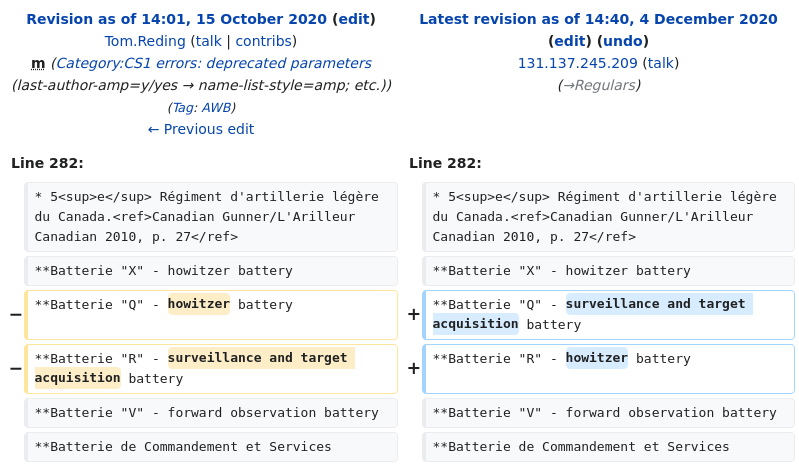 Revision as of 14:01, 15 October 2020 (edit)
Tom.Reding (talk | contribs)
m (Category:CS1 errors: deprecated parameters
(last-author-amp=y/yes → name-list-style=amp; etc.))
(Tag: AWB)
← Previous edit
Latest revision as of 14:40, 4 December 2020
(edit) (undo)
131.137.245.209 (talk)
(→Regulars)
Line 282:
Line 282:
* 5<sup>e</sup> Régiment d'artillerie légère
du Canada.<ref>Canadian Gunner/L'Arilleur
Canadian 2010, p. 27</ref>
* 5<sup>e</sup> Régiment d'artillerie légère
du Canada.<ref>Canadian Gunner/L'Arilleur
Canadian 2010, p. 27</ref>
**Batterie "X" - howitzer battery
**Batterie "X" - howitzer battery
− **Batterie "Q" - howitzer battery
+ **Batterie "Q" - surveillance and target
acquisition battery
− **Batterie "R" - surveillance and target
acquisition battery
+ **Batterie "R" - howitzer battery
**Batterie "V" - forward observation battery
**Batterie "V" - forward observation battery
**Batterie de Commandement et Services
**Batterie de Commandement et Services